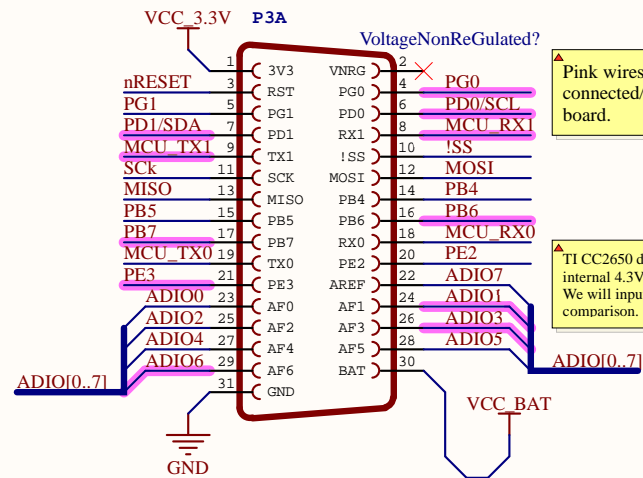 VCC_3.3V
P3A
VoltageNonReGulated?
1 3V3 VNRG 2
nRESET 3 RST PG0 4 PG0
PG1 5 PG1 PD0 6 PD0/SCL
PD1/SDA 7 PD1 RX1 8 MCU_RX1
MCU_TX1 9 TX1 !SS 10 !SS
SCk 11 SCK MOSI 12 MOSI
MISO 13 MISO PB4 14 PB4
PB5 15 PB5 PB6 16 PB6
PB7 17 PB7 RX0 18 MCU_RX0
MCU_TX0 19 TX0 PE2 20 PE2
PE3 21 PE3 AREF 22 ADIO7
ADIO0 23 AF0 AF1 24 ADIO1
ADIO2 25 AF2 AF3 26 ADIO3
ADIO4 27 AF4 AF5 28 ADIO5
ADIO6 29 AF6 BAT 30
31 GND
ADIO[0..7]
ADIO[0..7]
GND
VCC_BAT
Pink wires
connected/
board.
TI CC2650 d
internal 4.3V
We will input
comparison.